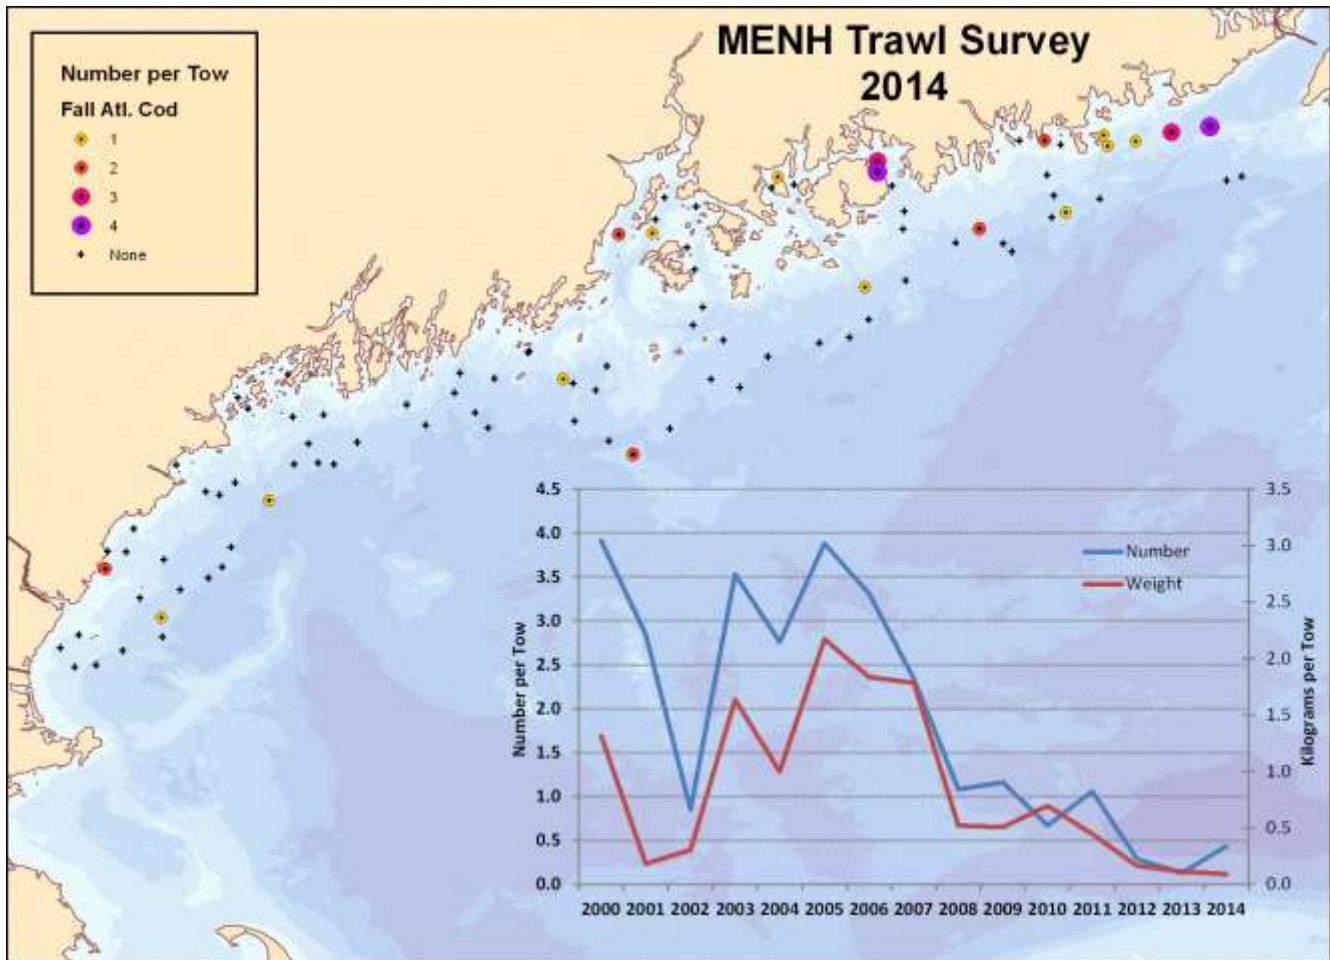 MENH Trawl Survey
2014
Number per Tow
Fall Atl. Cod
1
2
3
4
None
4.5
4.0
3.5
3.0
2.5
2.0
1.5
1.0
0.5
0.0
Number per Tow
Number
Weight
3.5
3.0
2.5
2.0
1.5
1.0
0.5
0.0
Kilograms per Tow
2000 2001 2002 2003 2004 2005 2006 2007 2008 2009 2010 2011 2012 2013 2014